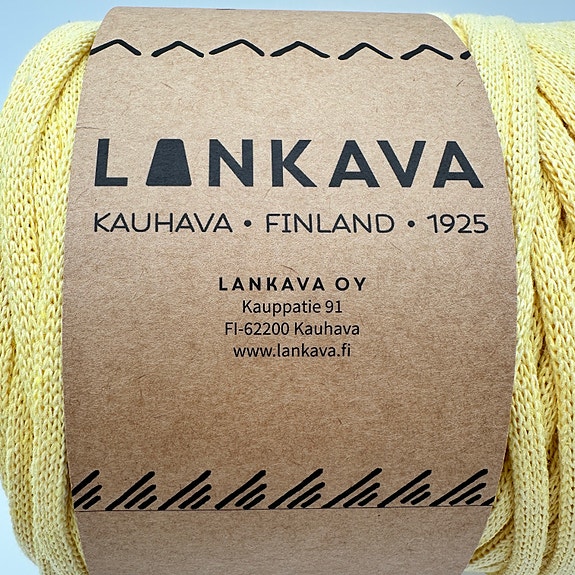 LANKAVA
KAUHAVA • FINLAND • 1925
LANKAVA OY
Kauppatie 91
FI-62200 Kauhava
www.lankava.fi